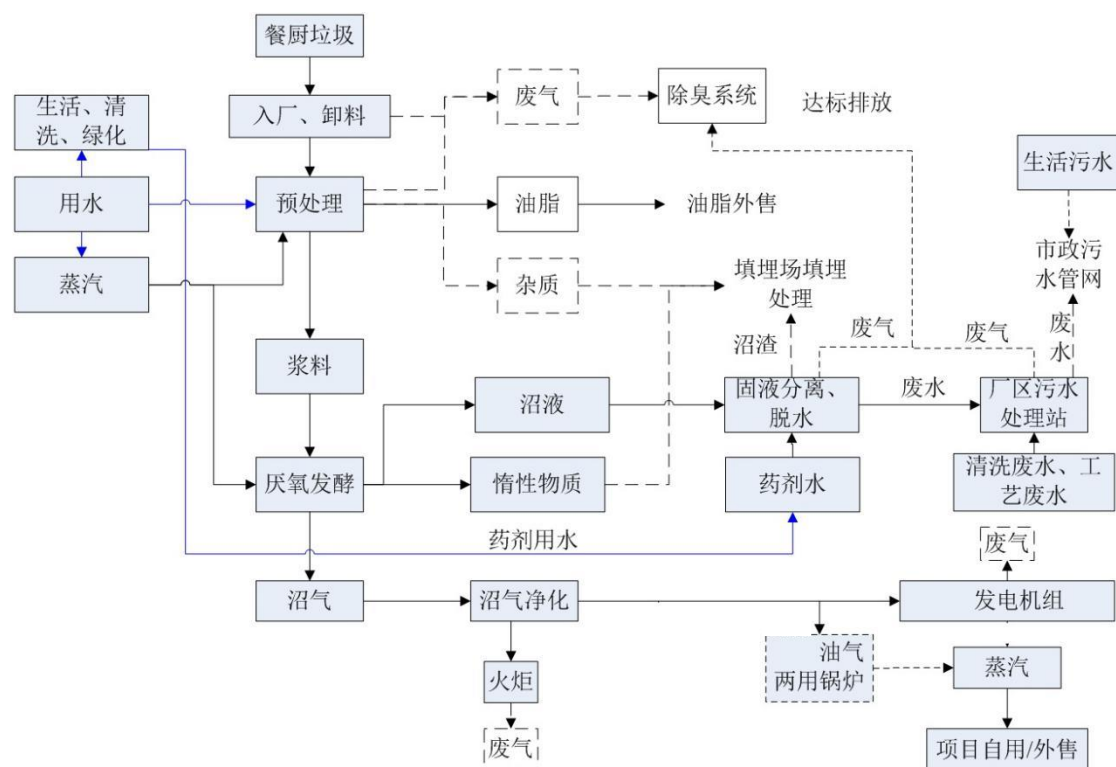 餐厨垃圾
生活、清
洗、绿化
入厂、卸料
废气
除臭系统
达标排放
生活污水
用水
预处理
油脂
油脂外售
市政污
水管网
蒸汽
杂质
填埋场填埋
处理
废气
废气
废
水
沼渣
浆料
沼液
固液分离、
脱水
废水
厂区污水
处理站
厌氧发酵
惰性物质
药剂水
清洗废水、工
艺废水
药剂用水
废气
沼气
沼气净化
发电机组
油气
两用锅炉
蒸汽
火炬
废气
项目自用/外售